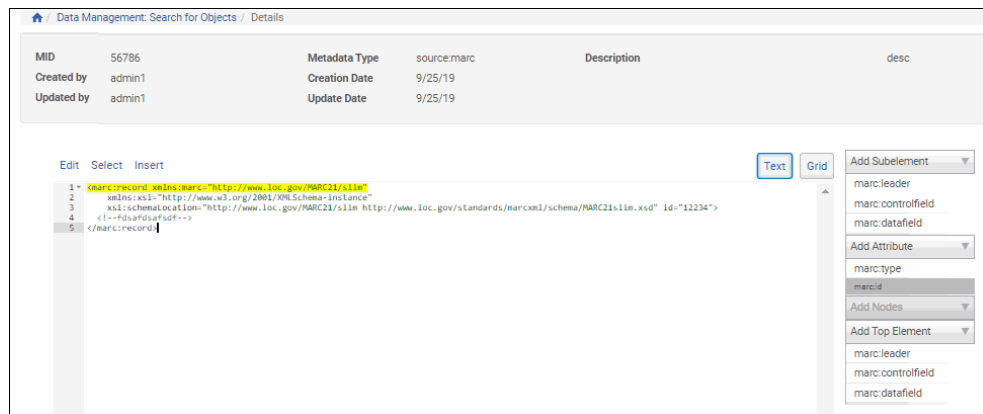 / Data Management: Search for Objects / Details
MID 56786 Metadata Type source:marc Description desc
Created by admin1 Creation Date 9/25/19
Updated by admin1 Update Date 9/25/19
Edit Select Insert Text Grid
1 <marc:record xmlns:marc="http://www.loc.gov/MARC21/slim"
2 xmlns:xsi="http://www.w3.org/2001/XMLSchema-instance"
3 xsi:schemaLocation="http://www.loc.gov/MARC21/slim http://www.loc.gov/standards/marcxml/schema/MARC21slim.xsd" id="12234">
4 <!--fdsafdsafsdf-->
5 </marc:record>
Add Subelement
marc:leader
marc:controlfield
marc:datafield
Add Attribute
marc:type
marc:id
Add Nodes
Add Top Element
marc:leader
marc:controlfield
marc:datafield